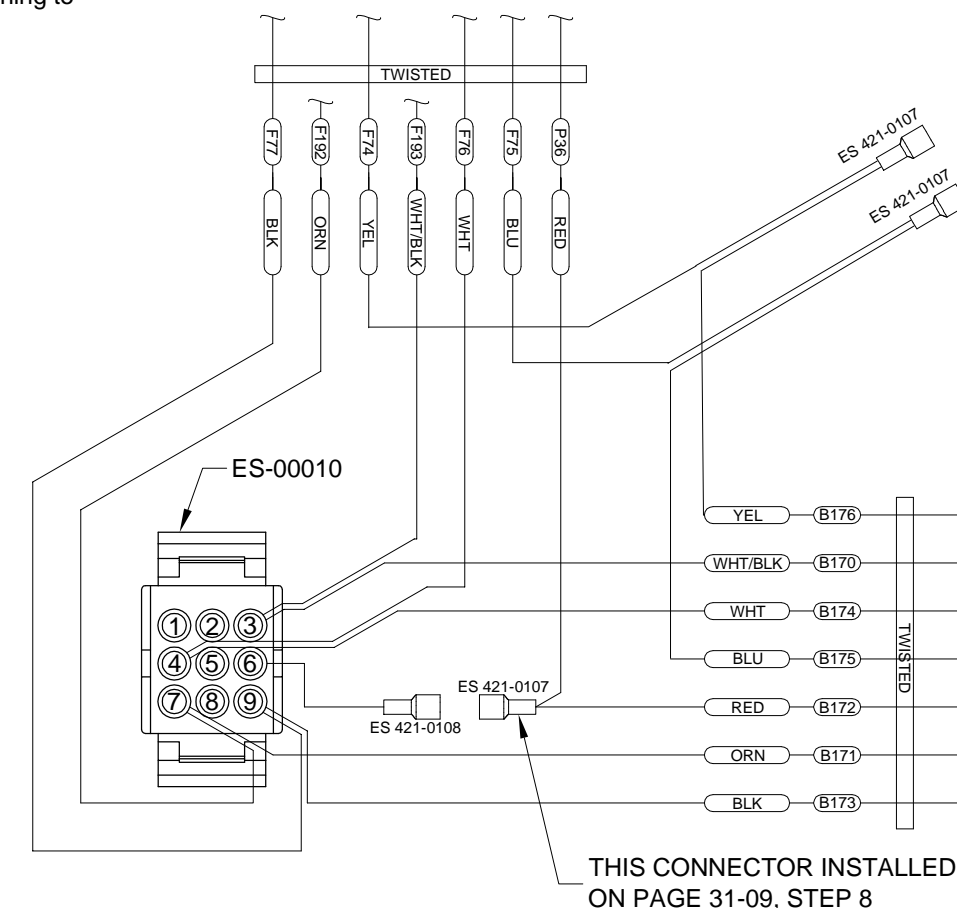 ning to
TWISTED
F77
F192
F74
F193
F76
F75
P36
BLK
ORN
YEL
WHT/BLK
WHT
BLU
RED
ES 421-0107
ES 421-0107
ES-00010
1 2 3
4 5 6
7 8 9
YEL B176
WHT/BLK B170
WHT B174
BLU B175
RED B172
ORN B171
BLK B173
TWISTED
ES 421-0107
ES 421-0108
THIS CONNECTOR INSTALLED
ON PAGE 31-09, STEP 8